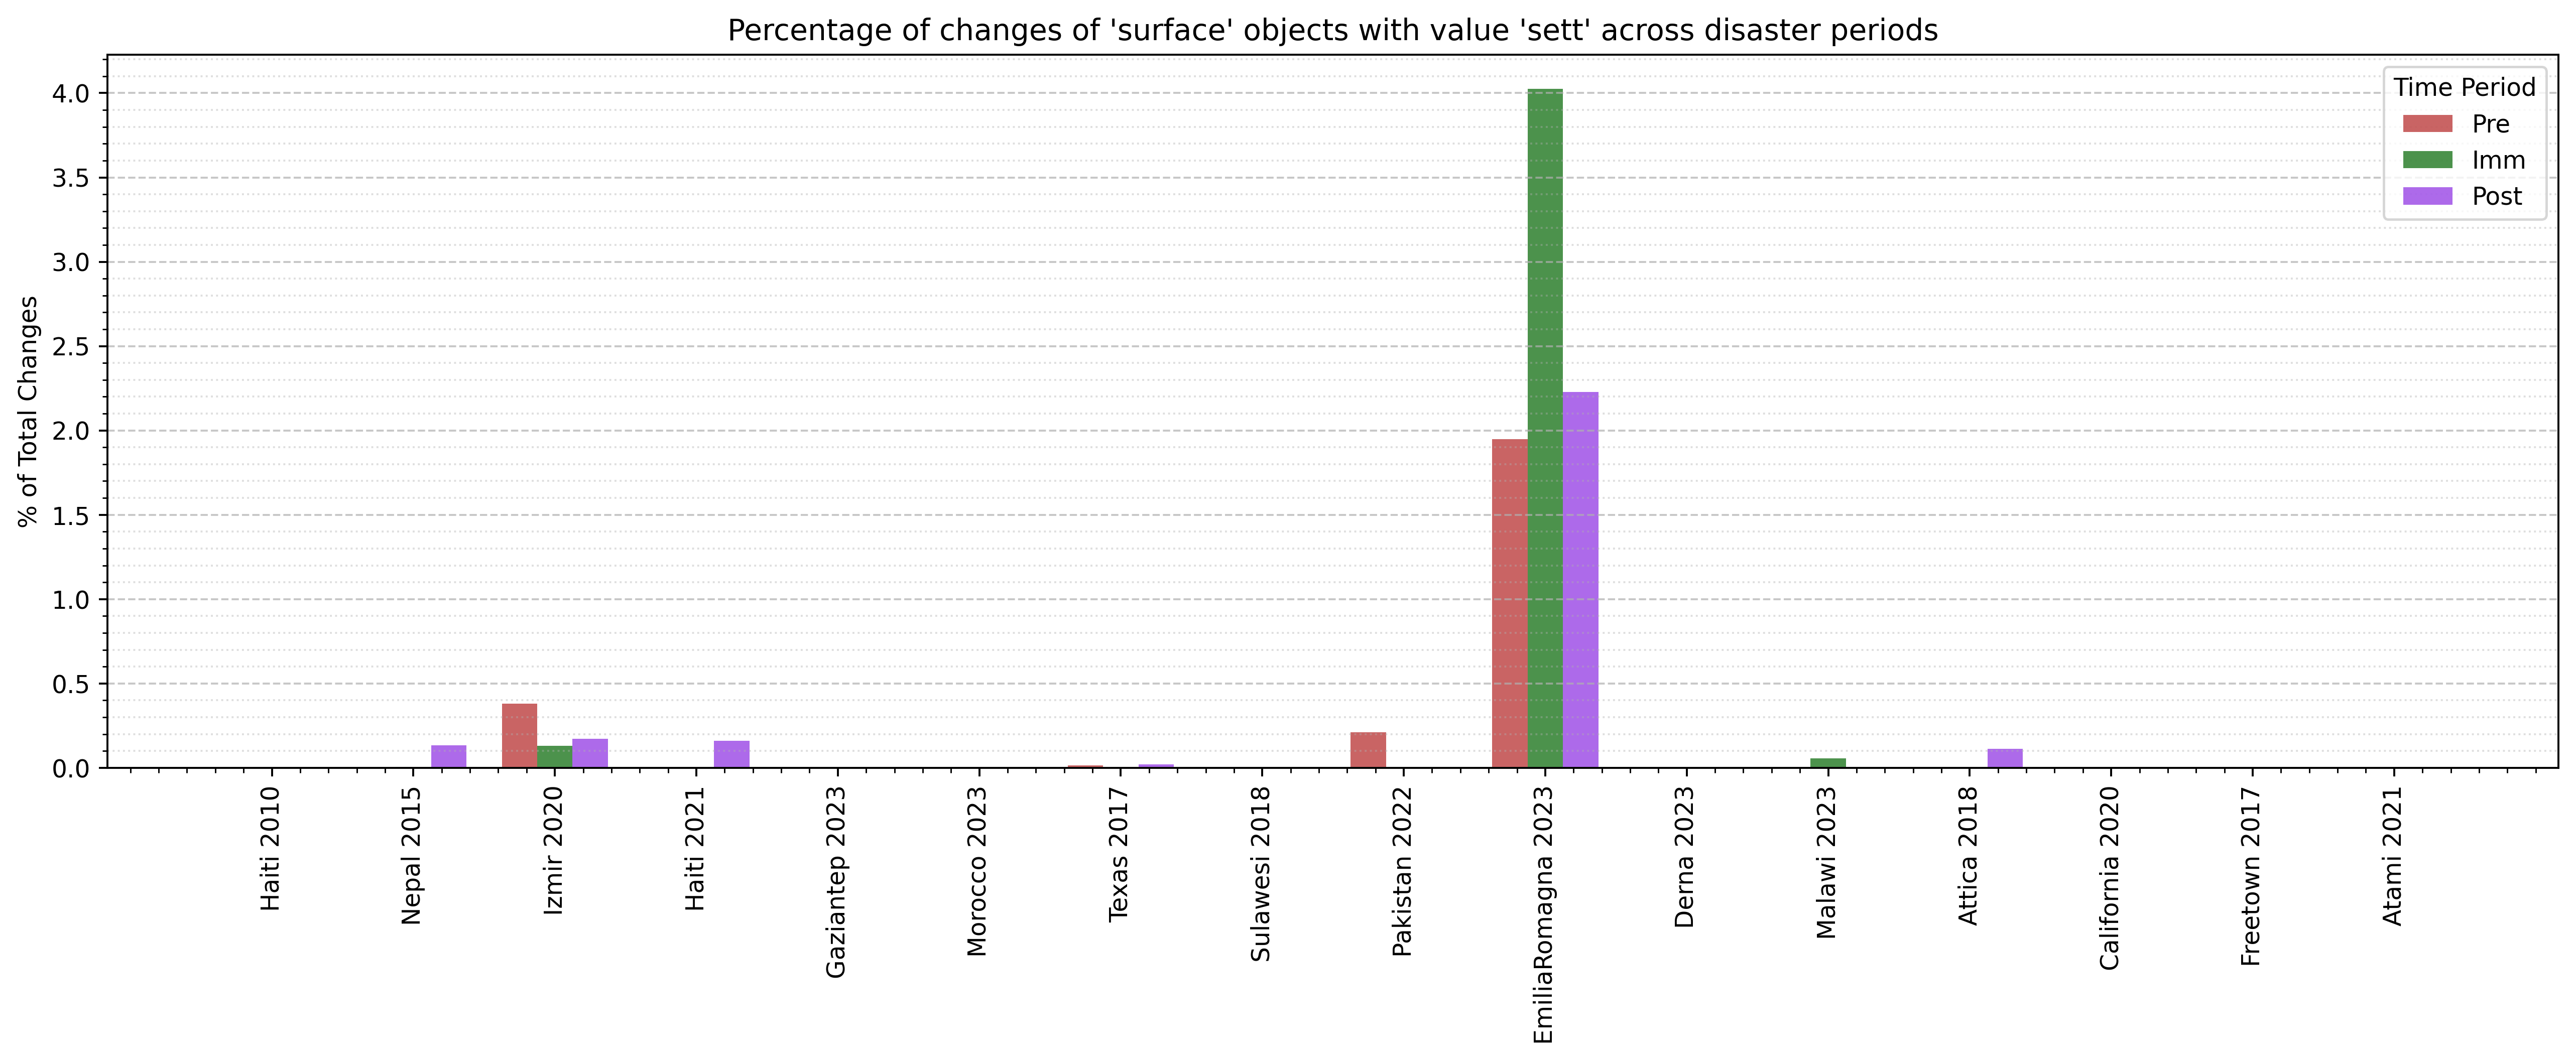 Percentage of changes of 'surface' objects with value 'sett' across disaster periods
% of Total Changes
4.0
3.5
3.0
2.5
2.0
1.5
1.0
0.5
0.0
Time Period
Pre
Imm
Post
Haiti 2010
Nepal 2015
Izmir 2020
Haiti 2021
Gaziantep 2023
Morocco 2023
Texas 2017
Sulawesi 2018
Pakistan 2022
EmiliaRomagna 2023
Derna 2023
Malawi 2023
Attica 2018
California 2020
Freetown 2017
Atami 2021